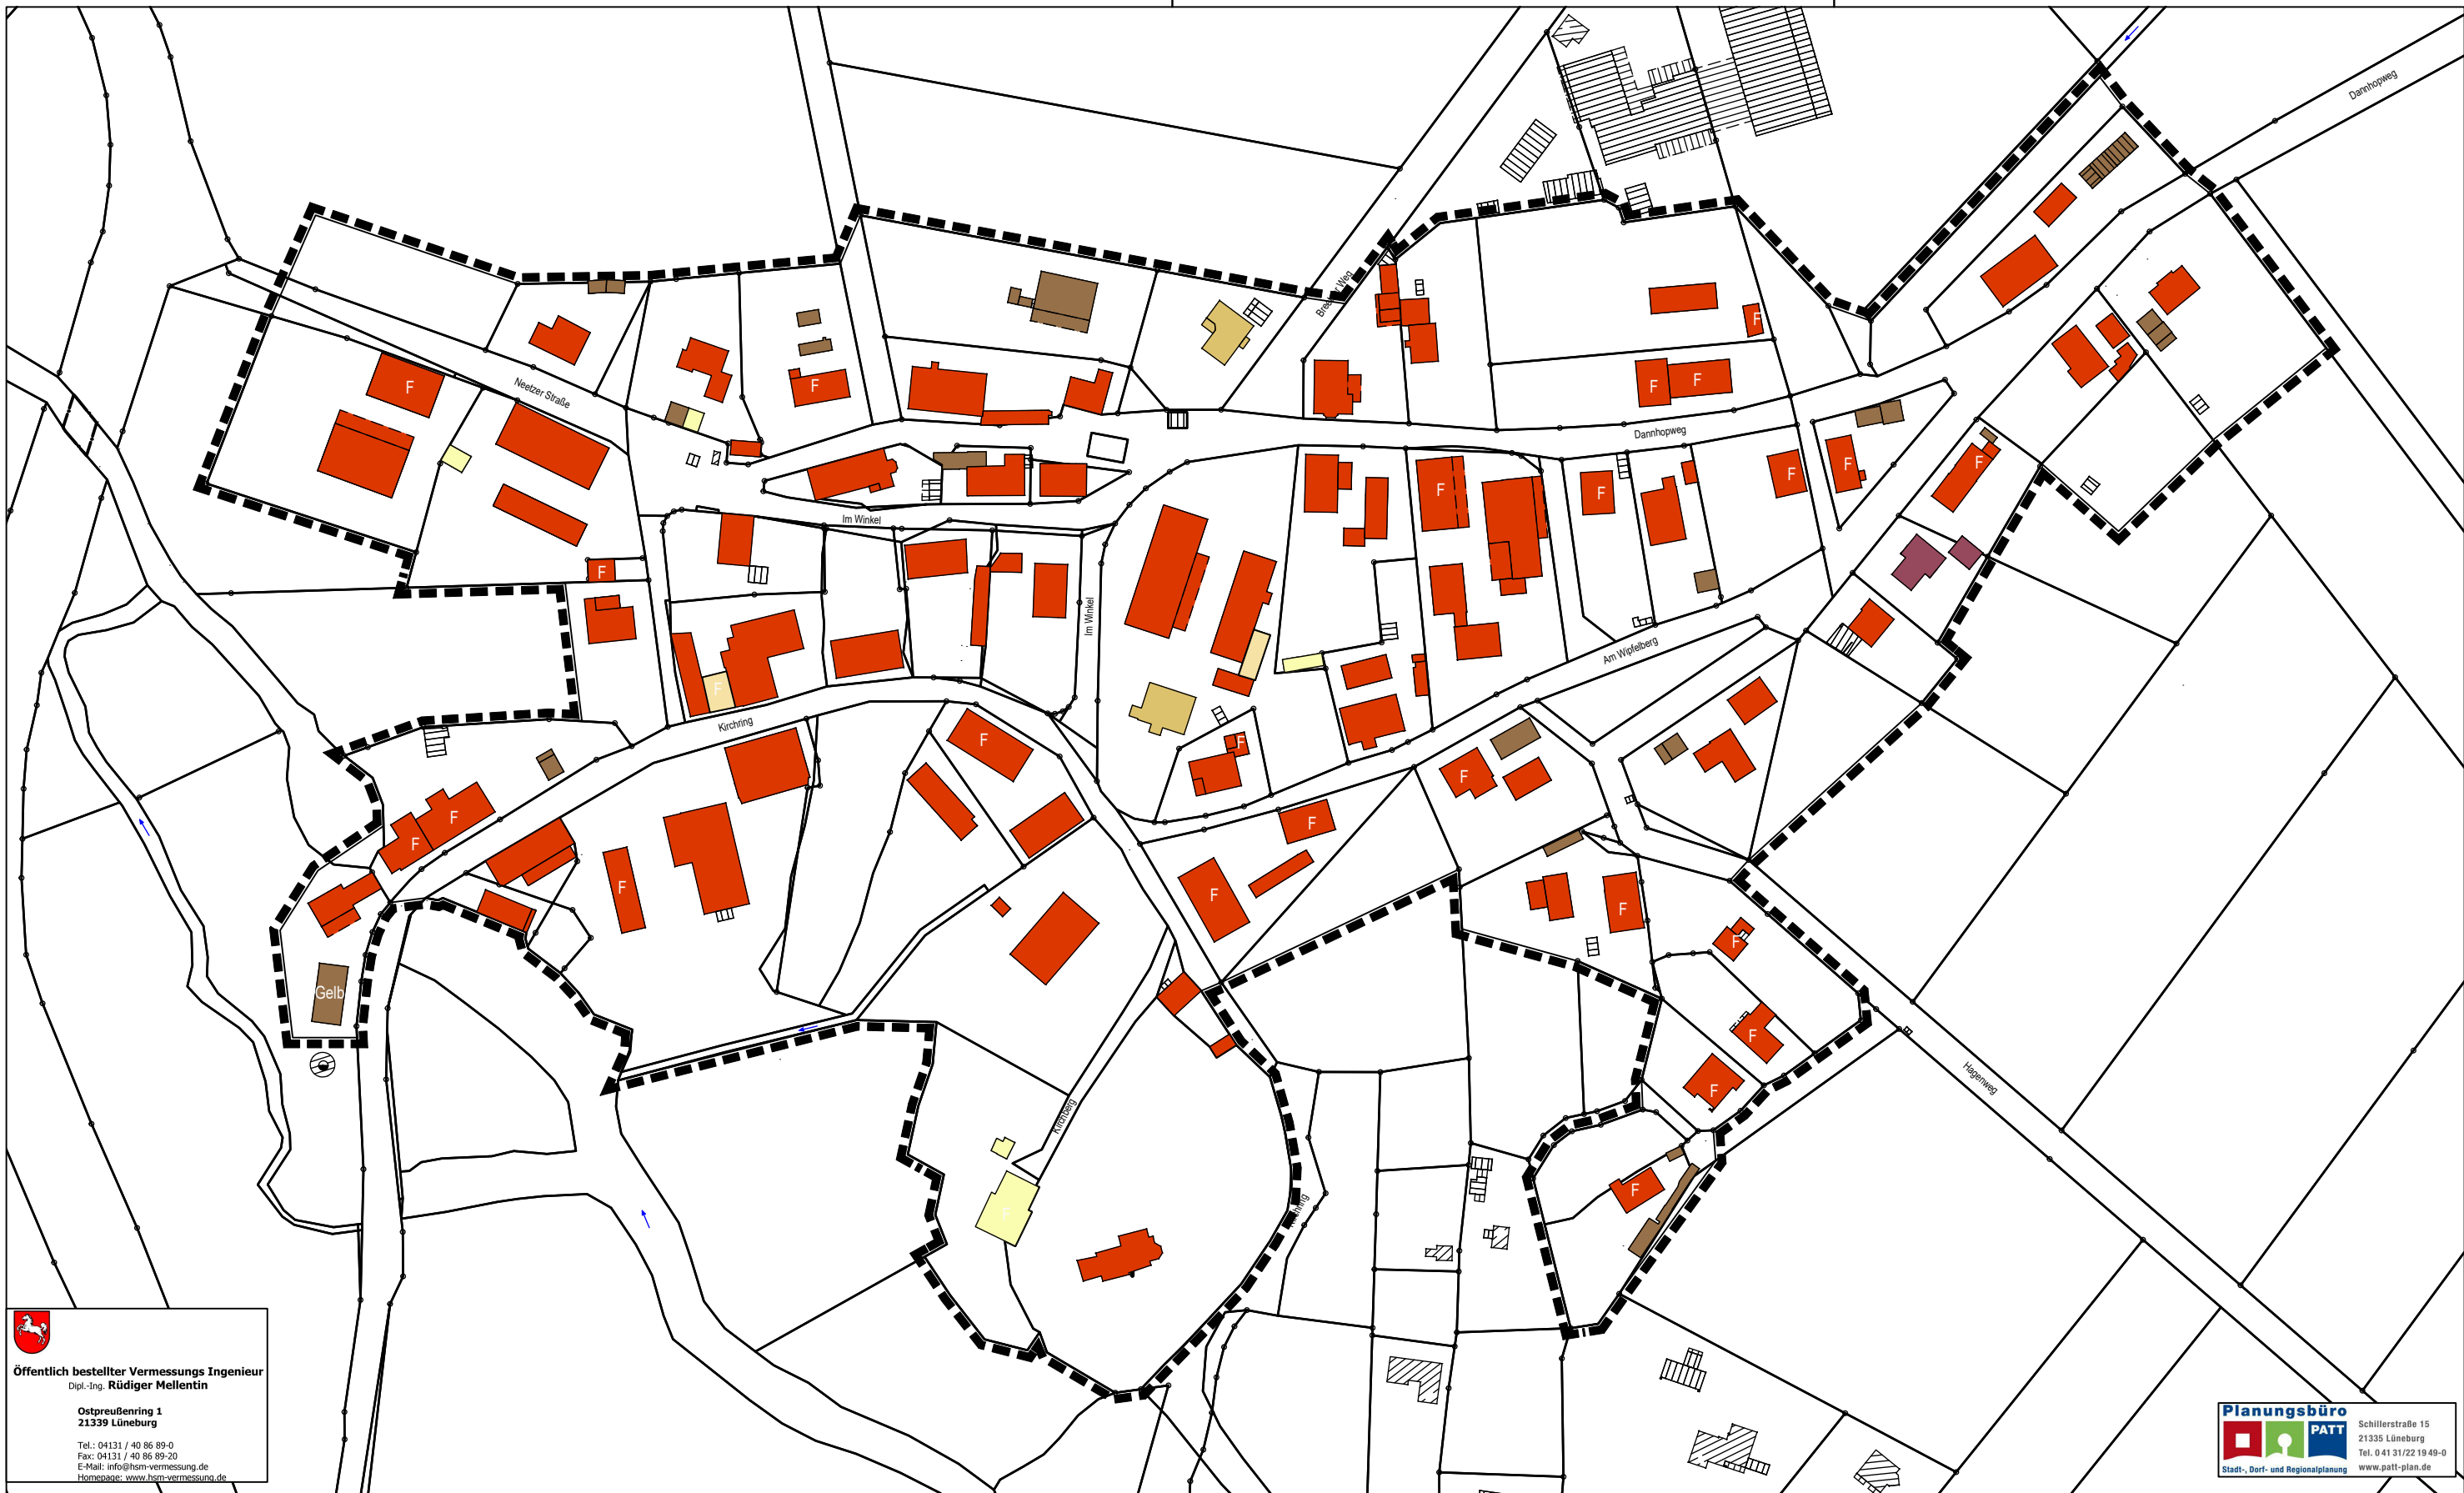 Dannhopweg
Breetzer Weg
F
F
F
Neetzer Straße
F
F
F
Dannhopweg
F
F
F
F
F
Im Winkel
F
Im Winkel
Am Wipfelberg
F
Kirchring
F
F
F
F
F
F
F
F
F
F
F
Gelb
F
F
Hagenweg
Kirchberg
F
F
Kirchring
Öffentlich bestellter Vermessungs Ingenieur
Dipl.-Ing. Rüdiger Mellentin
Ostpreußenring 1
21339 Lüneburg
Tel.: 04131 / 40 86 89-0
Fax: 04131 / 40 86 89-20
E-Mail: info@hsm-vermessung.de
Homepage: www.hsm-vermessung.de
Planungsbüro
PATT
Stadt-, Dorf- und Regionalplanung
Schillerstraße 15
21335 Lüneburg
Tel. 0 41 31/22 19 49-0
www.patt-plan.de